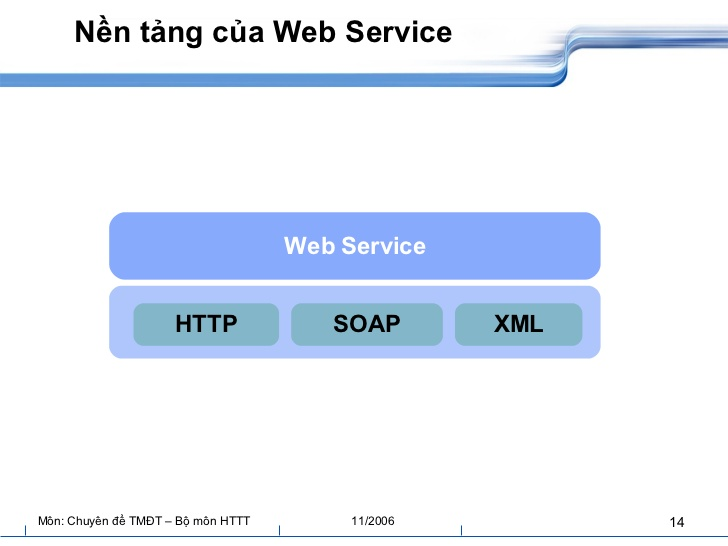 Nền tảng của Web Service
Web Service
HTTP SOAP XML
Môn: Chuyên đề TMĐT – Bộ môn HTTT 11/2006 14